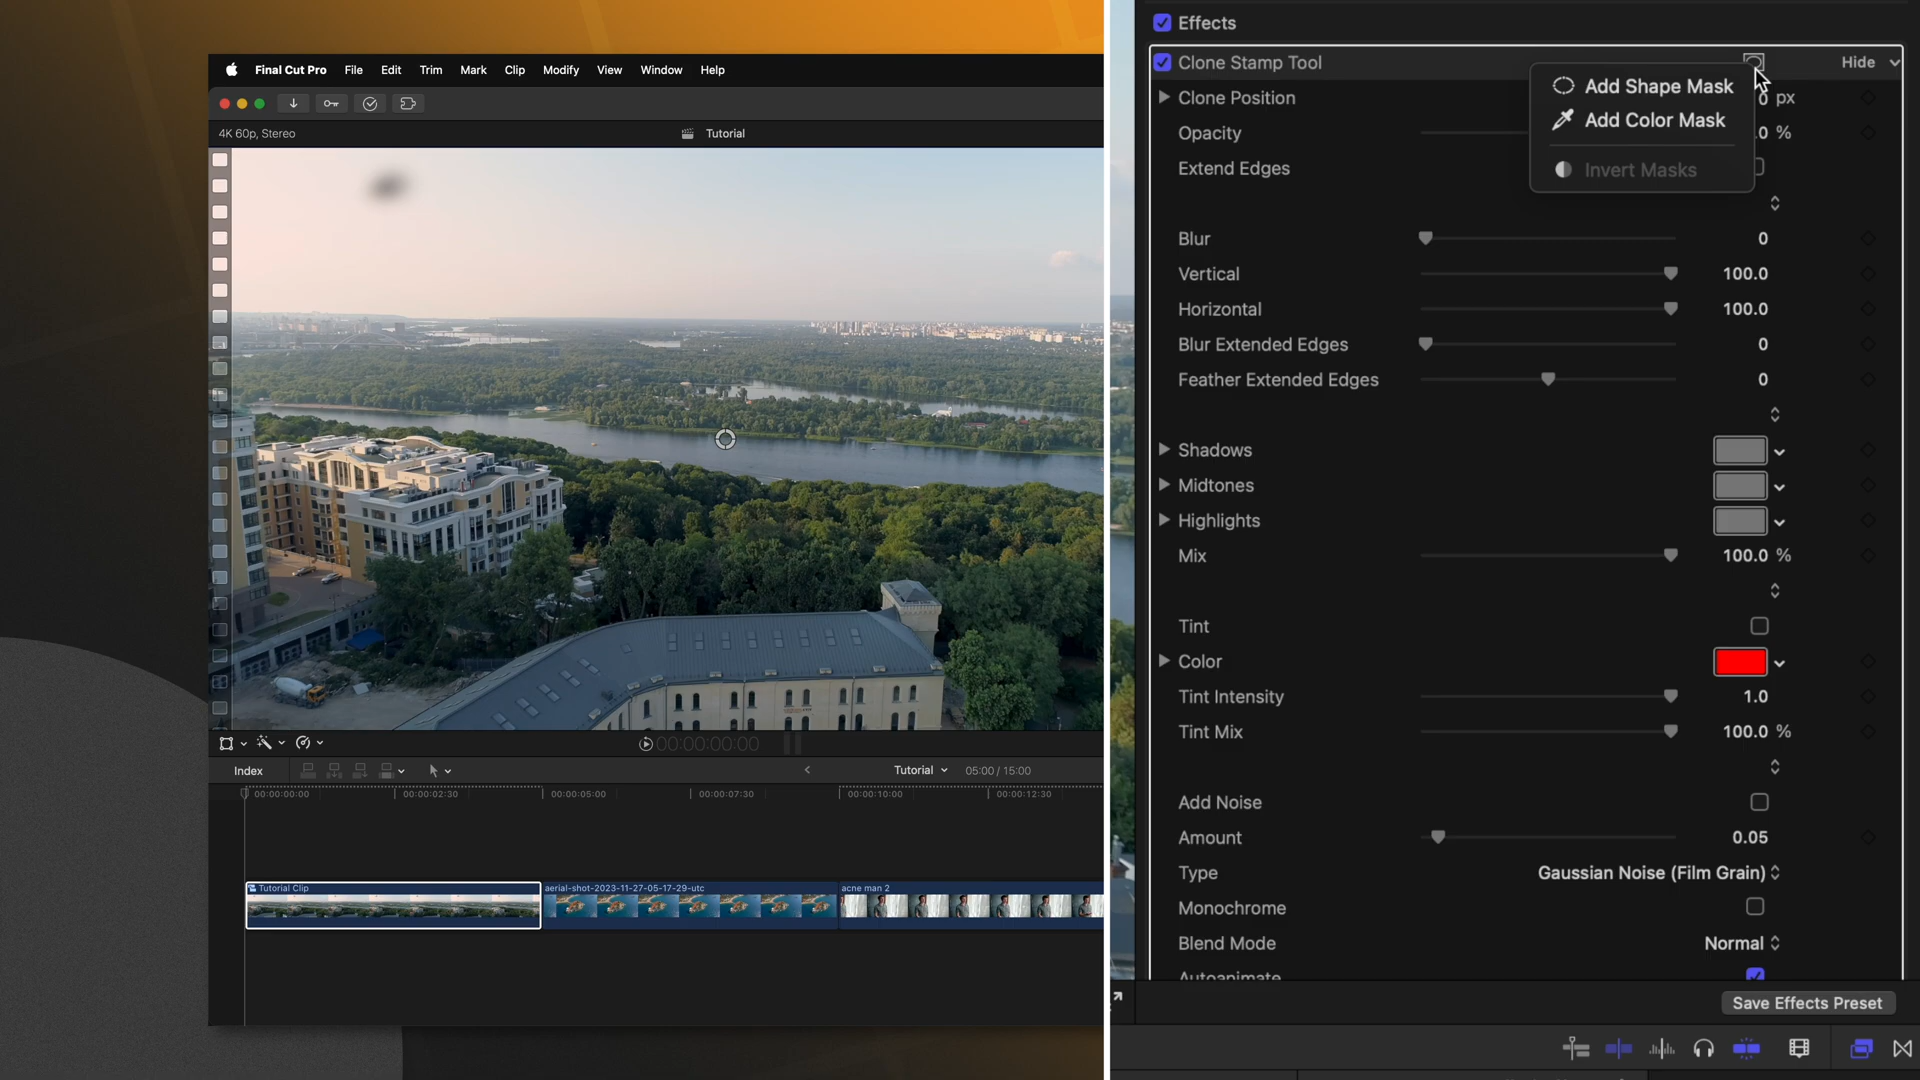 Final Cut Pro File Edit Trim Mark Clip Modify View Window Help
4K 60p, Stereo
Tutorial
00:00:00:00
Index
Tutorial
05:00 / 15:00
00:00:00:00
00:00:02:30
00:00:05:00
00:00:07:30
00:00:10:00
00:00:12:30
Tutorial Clip
aerial-shot-2023-11-27-05-17-29-utc
acne man 2
Effects
Clone Stamp Tool
Hide
Add Shape Mask
Add Color Mask
Invert Masks
Clone Position
0 px
Opacity
.0 %
Extend Edges
Blur 0
Vertical 100.0
Horizontal 100.0
Blur Extended Edges 0
Feather Extended Edges 0
Shadows
Midtones
Highlights
Mix 100.0 %
Tint
Color
Tint Intensity 1.0
Tint Mix 100.0 %
Add Noise
Amount 0.05
Type Gaussian Noise (Film Grain)
Monochrome
Blend Mode Normal
Autoanimate
Save Effects Preset